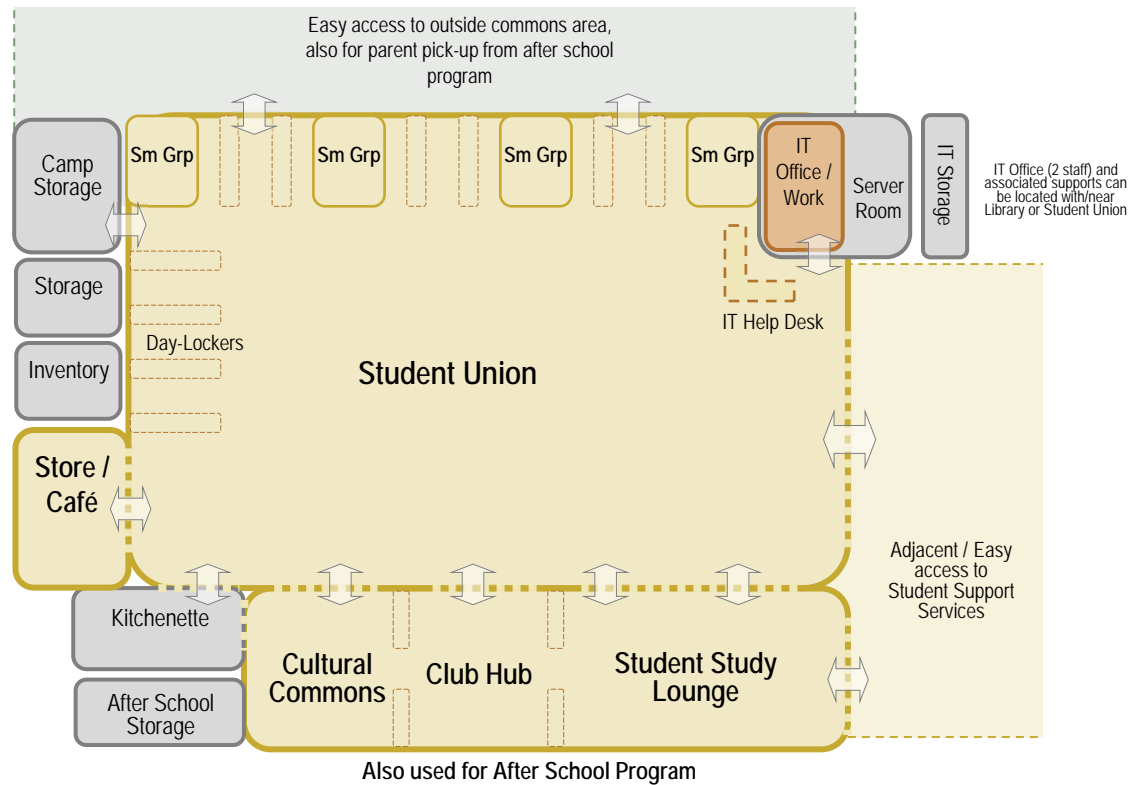 Easy access to outside commons area,
also for parent pick-up from after school
program
Camp
Storage
Sm Grp
Sm Grp
Sm Grp
Sm Grp
IT
Office /
Work
Server
Room
IT Storage
IT Office (2 staff) and
associated supports can
be located with/near
Library or Student Union
Storage
Day-Lockers
IT Help Desk
Inventory
Student Union
Store /
Café
Adjacent / Easy
access to
Student Support
Services
Kitchenette
Cultural
Commons
Club Hub
Student Study
Lounge
After School
Storage
Also used for After School Program